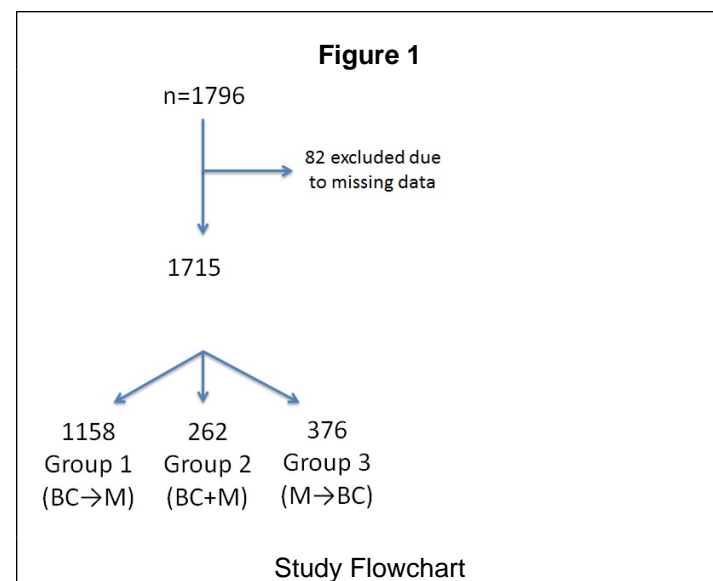 Figure 1
n=1796
82 excluded due
to missing data
1715
1158
Group 1
(BC→M)
262
Group 2
(BC+M)
376
Group 3
(M→BC)
Study Flowchart